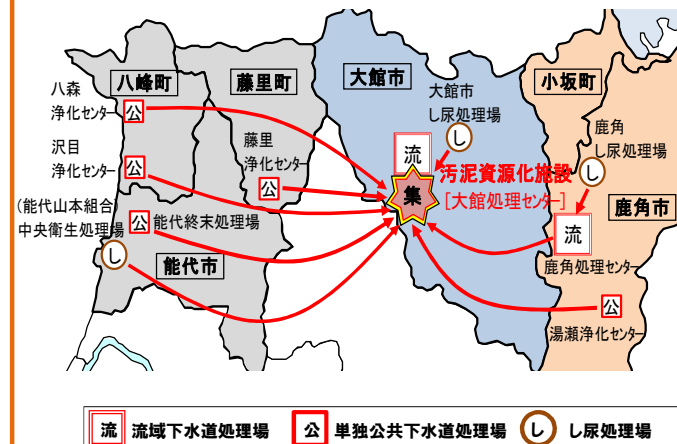 八峰町
藤里町
大館市
小坂町
八森
浄化センター
公
大館市
し尿処理場
し
鹿角
し尿処理場
し
沢目
浄化センター
公
藤里
浄化センター
公
流
集
汚泥資源化施設
[大館処理センター]
鹿角市
(能代山本組合)
中央衛生処理場
し
公
能代終末処理場
能代市
流
鹿角処理センター
公
湯瀬浄化センター
流 流域下水道処理場
公 単独公共下水道処理場
し し尿処理場